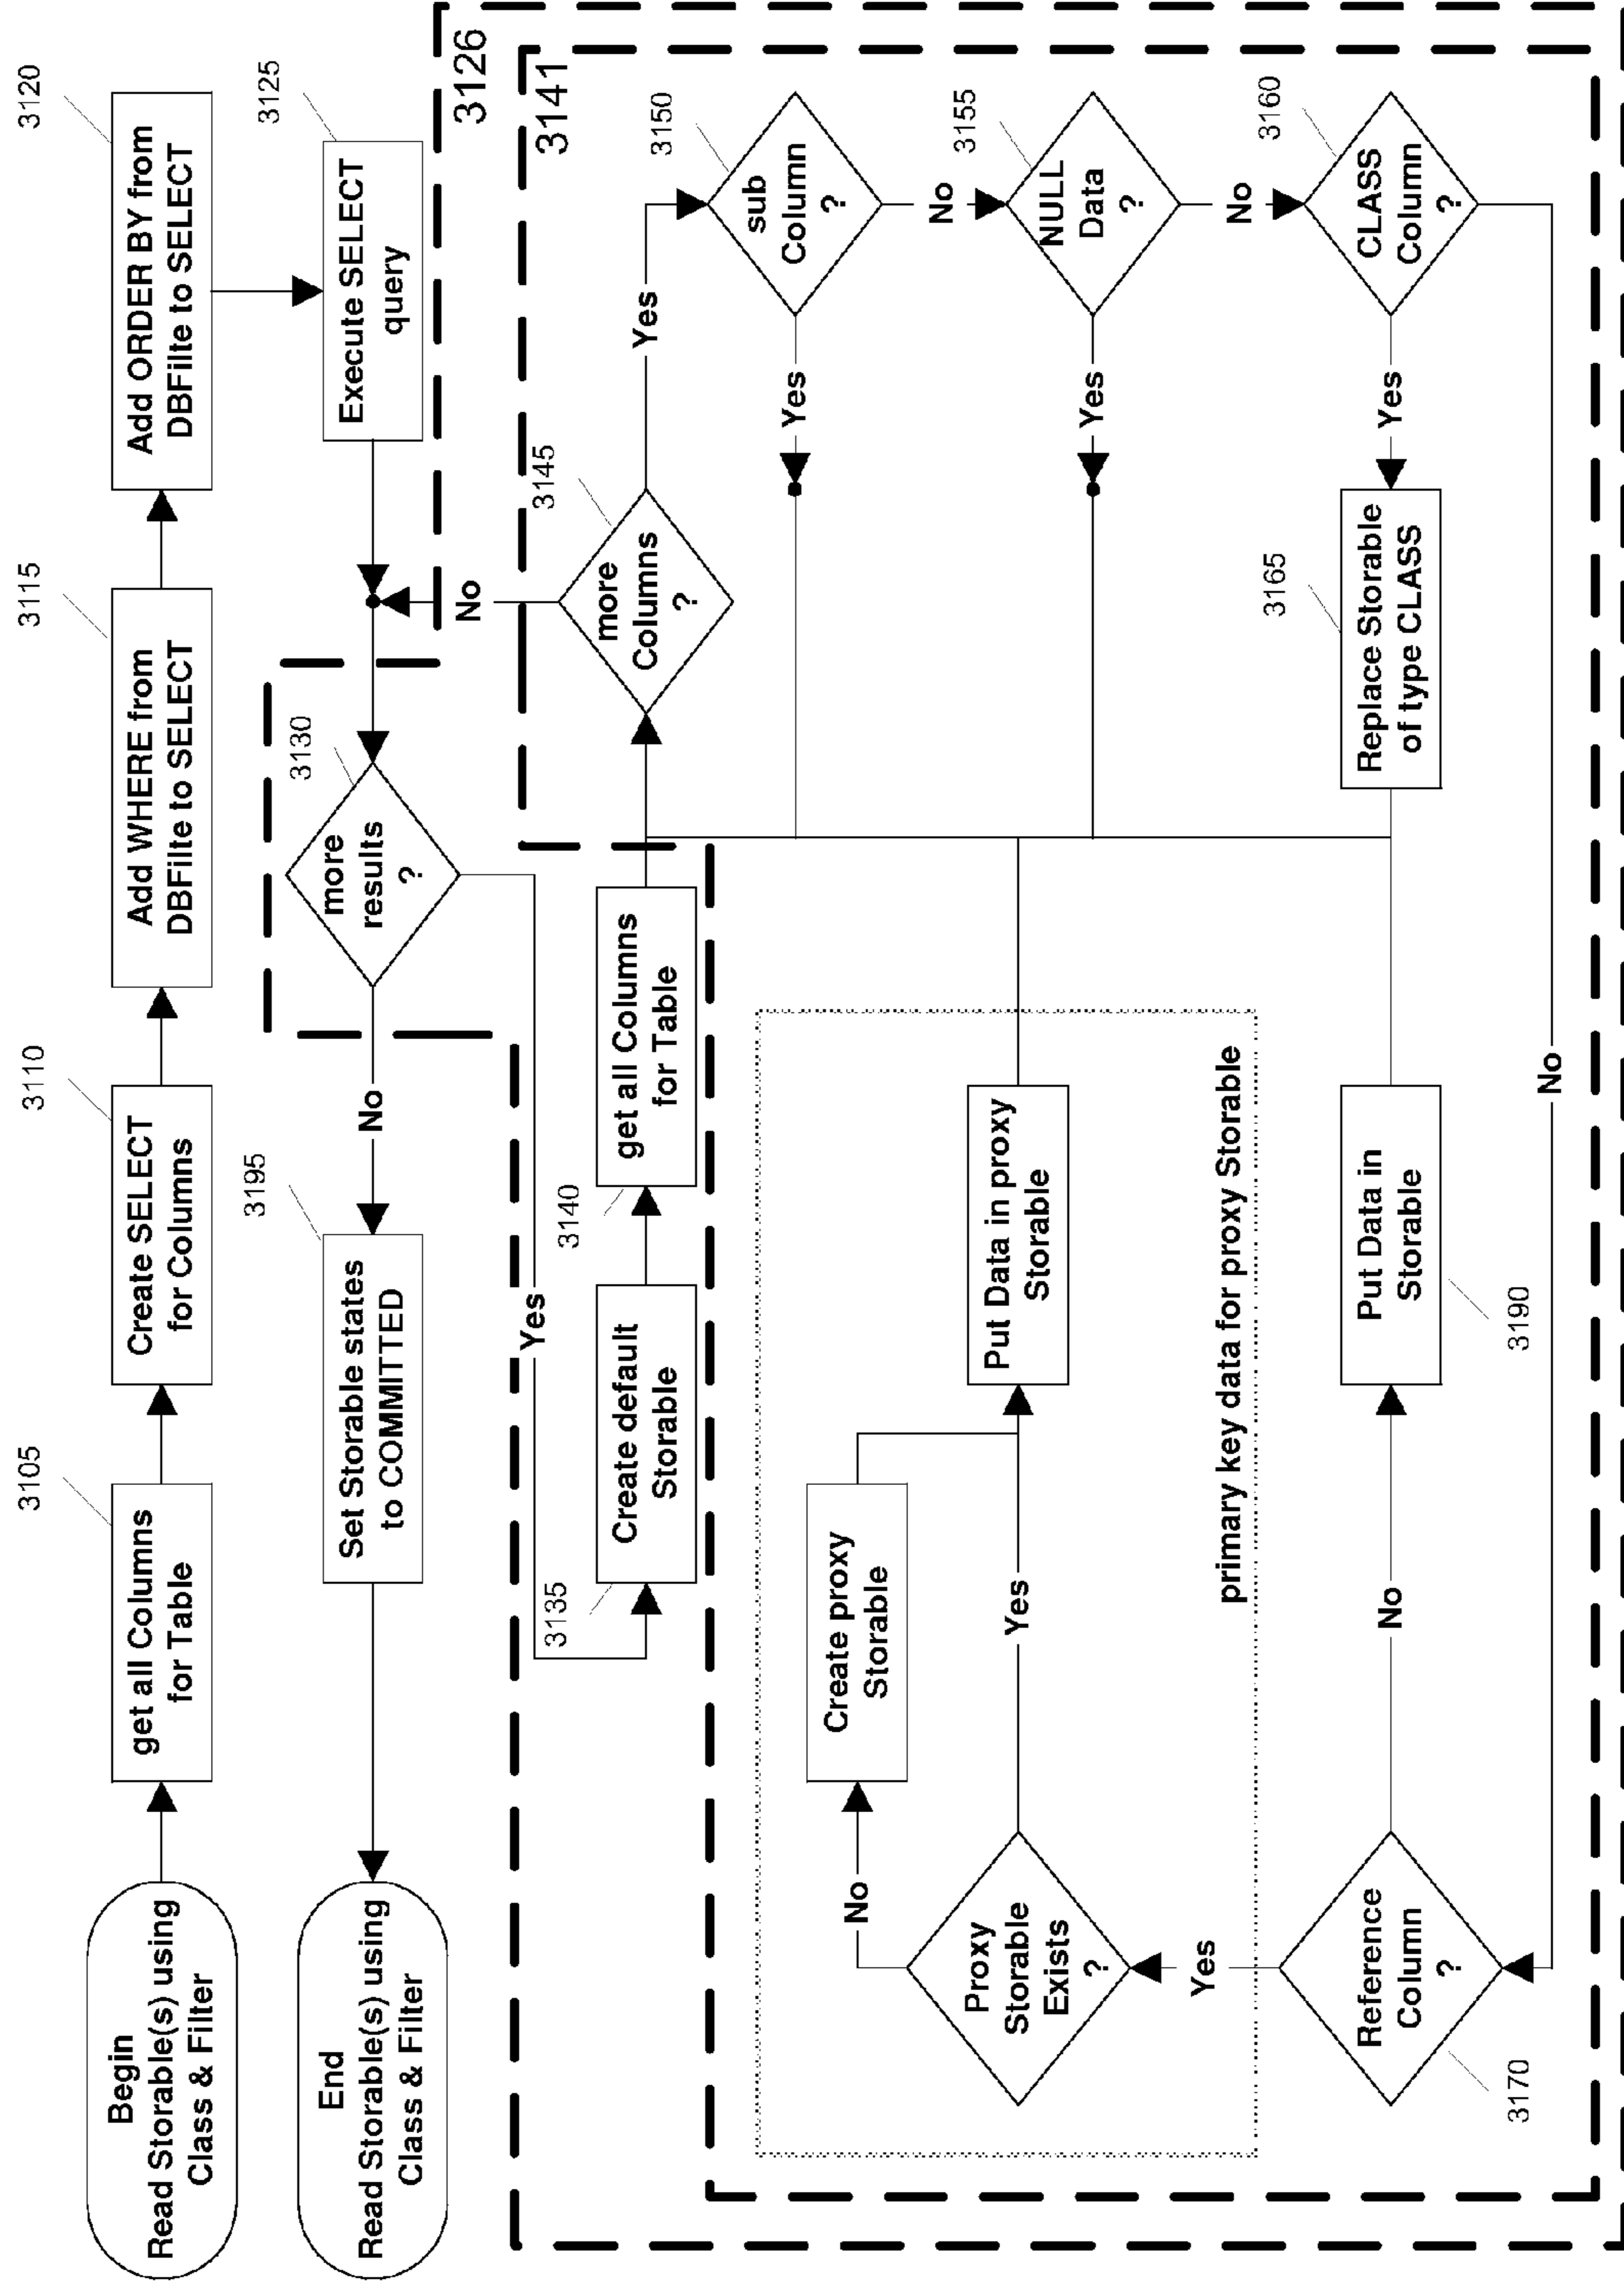 3105
3110
3115
3120
Begin
Read Storable(s) using
Class & Filter
get all Columns
for Table
Create SELECT
for Columns
Add WHERE from
DBFilte to SELECT
Add ORDER BY from
DBFilte to SELECT
3195
3130
3125
End
Read Storable(s) using
Class & Filter
Set Storable states
to COMMITTED
No
more
results
?
Execute SELECT
query
3126
No
Yes
3135
3140
3145
3141
Create default
Storable
get all Columns
for Table
more
Columns
?
Yes
3150
sub
Column
?
Yes
No
Create proxy
Storable
No
Proxy
Storable
Exists
?
Yes
Put Data in proxy
Storable
3155
NULL
Data
?
Yes
No
Yes
primary key data for proxy Storable
3165
3160
Reference
Column
?
No
Put Data in
Storable
Replace Storable
of type CLASS
Yes
CLASS
Column
?
3170
3190
No